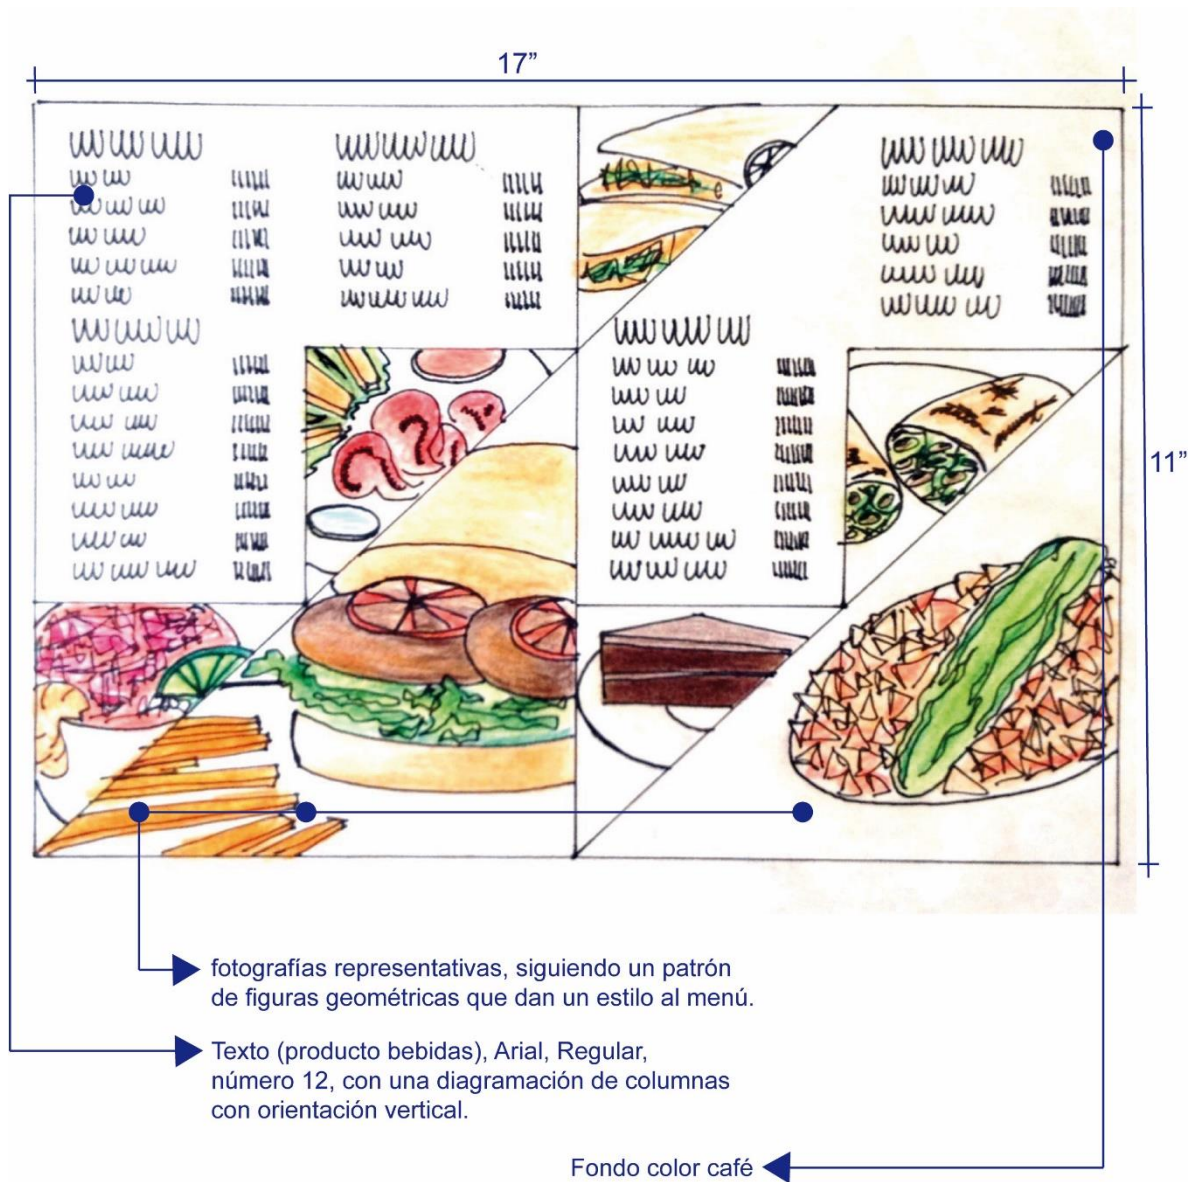 17”
11”
fotografías representativas, siguiendo un patrón
de figuras geométricas que dan un estilo al menú.
Texto (producto bebidas), Arial, Regular,
número 12, con una diagramación de columnas
con orientación vertical.
Fondo color café